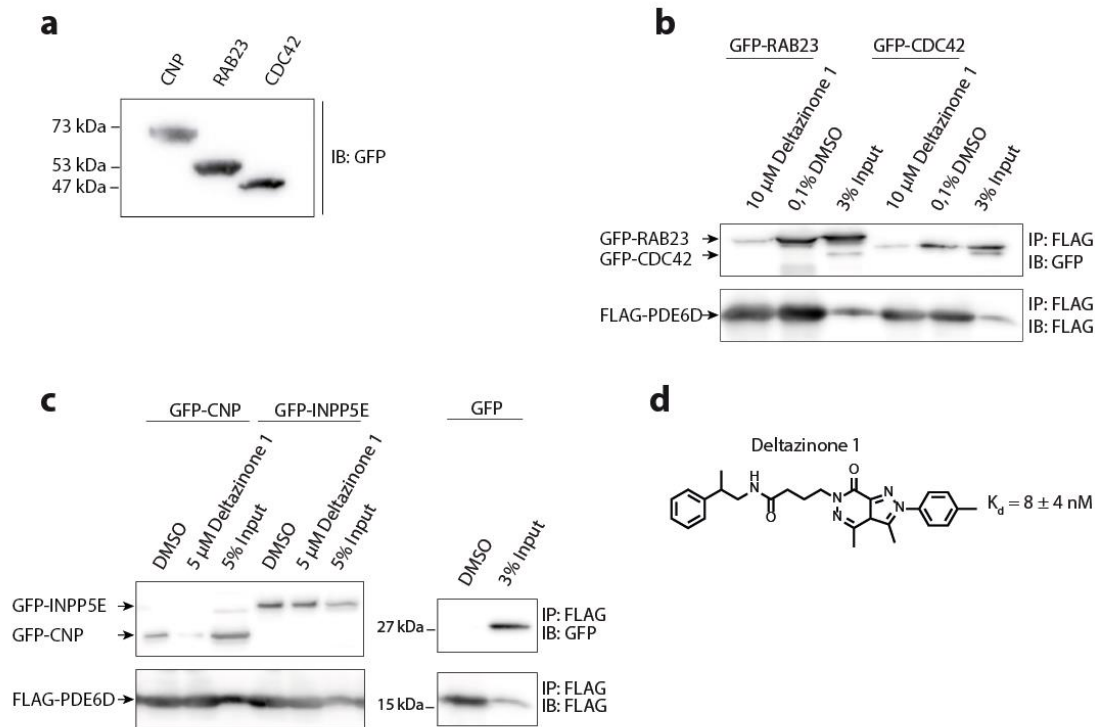 a
CNP
RAB23
CDC42
73 kDa
53 kDa
47 kDa
IB: GFP
b
GFP-RAB23 GFP-CDC42
10 µM Deltazinone 1
0,1% DMSO
3% Input
10 µM Deltazinone 1
0,1% DMSO
3% Input
GFP-RAB23
GFP-CDC42
IP: FLAG
IB: GFP
FLAG-PDE6D
IP: FLAG
IB: FLAG
c
GFP-CNP GFP-INPP5E GFP
DMSO
5 µM Deltazinone 1
5% Input
DMSO
5 µM Deltazinone 1
5% Input
DMSO
3% Input
GFP-INPP5E
GFP-CNP
27 kDa
IP: FLAG
IB: GFP
FLAG-PDE6D
15 kDa
IP: FLAG
IB: FLAG
d
Deltazinone 1
H
N
O
O
N
N
N
N
Kd = 8 ± 4 nM